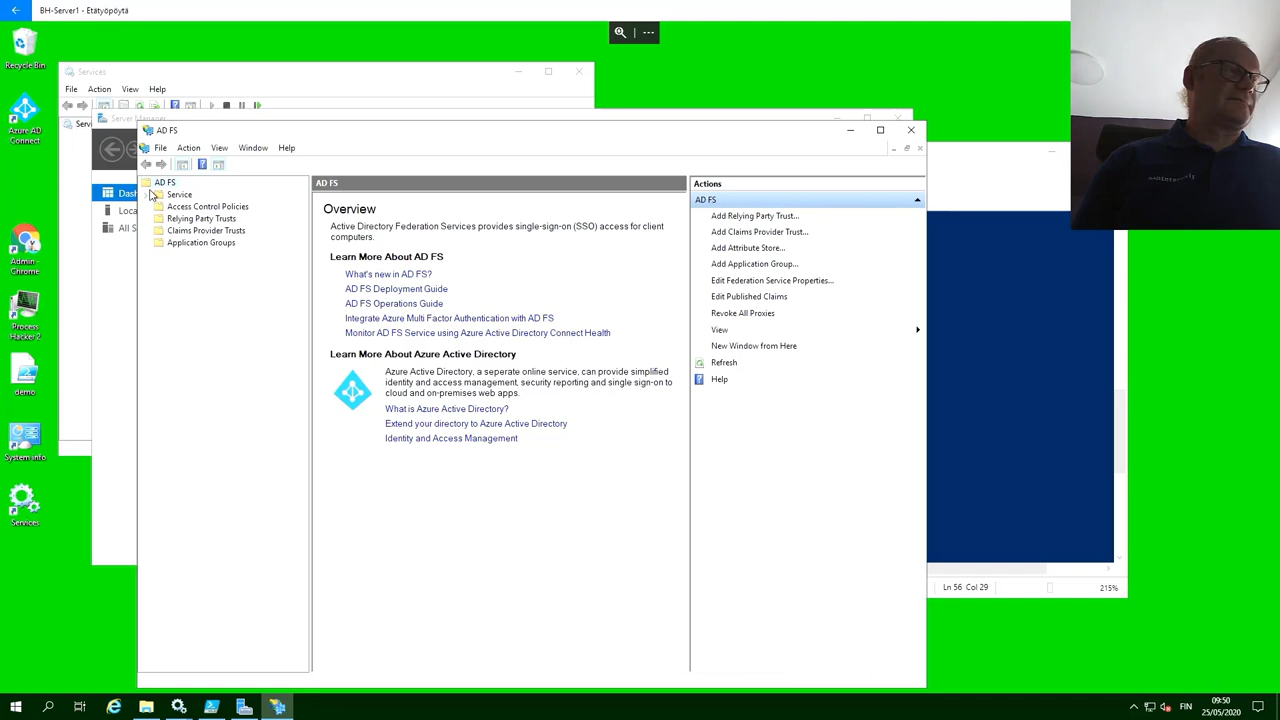 BH-Server1 - Etätyöpöytä
Recycle Bin
Azure AD
Connect
Admin -
Chrome
Process
Hacker 2
demo
System info
Services
Services
File Action View Help
Servi
Server Manager
Dash
Loca
All S
AD FS
File Action View Window Help
AD FS
Service
Access Control Policies
Relying Party Trusts
Claims Provider Trusts
Application Groups
AD FS
Overview
Active Directory Federation Services provides single-sign-on (SSO) access for client
computers.
Learn More About AD FS
What's new in AD FS?
AD FS Deployment Guide
AD FS Operations Guide
Integrate Azure Multi Factor Authentication with AD FS
Monitor AD FS Service using Azure Active Directory Connect Health
Learn More About Azure Active Directory
Azure Active Directory, a seperate online service, can provide simplified
identity and access management, security reporting and single sign-on to
cloud and on-premises web apps.
What is Azure Active Directory?
Extend your directory to Azure Active Directory
Identity and Access Management
Actions
AD FS
Add Relying Party Trust...
Add Claims Provider Trust...
Add Attribute Store...
Add Application Group...
Edit Federation Service Properties...
Edit Published Claims
Revoke All Proxies
View
New Window from Here
Refresh
Help
Ln 56 Col 29
215%
FIN
09:50
25/05/2020